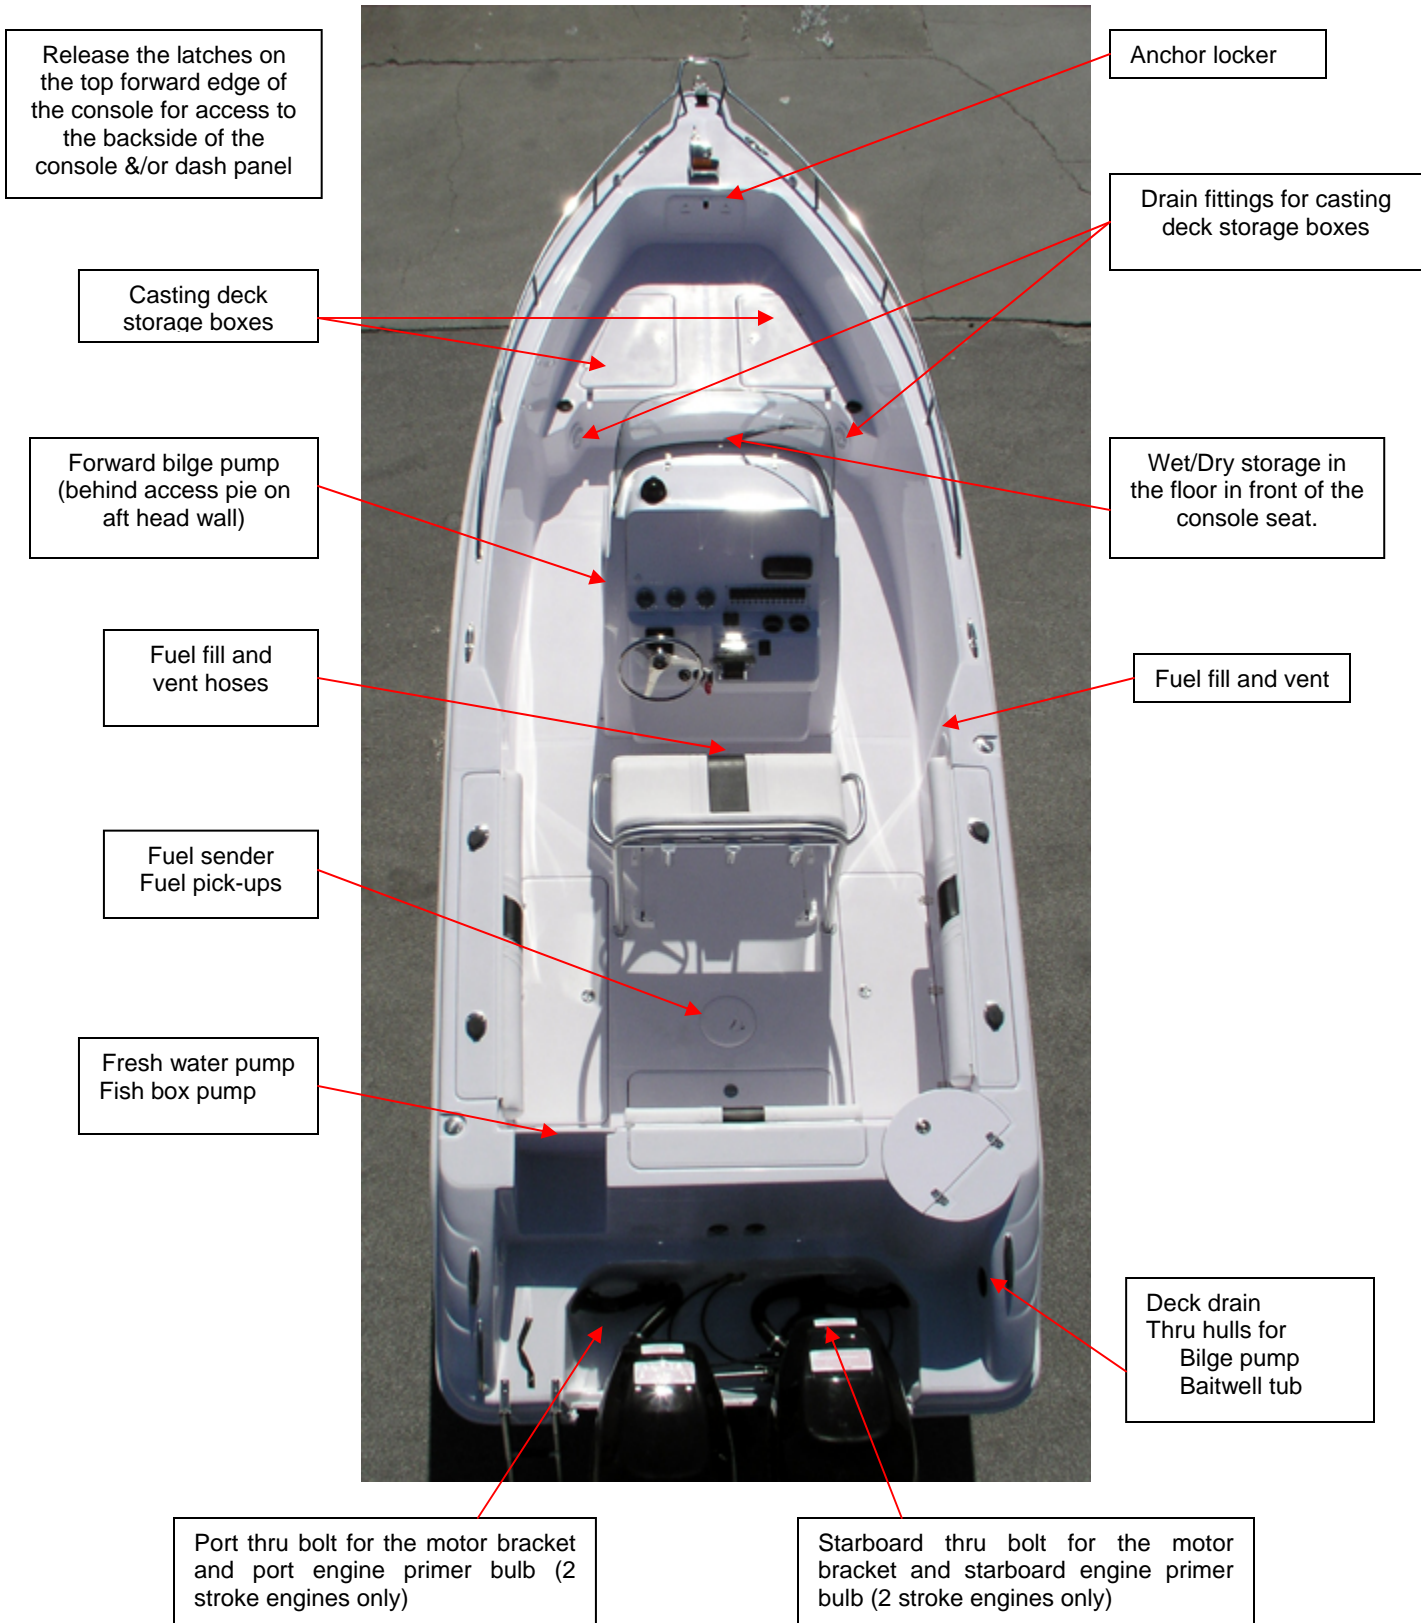 Release the latches on
the top forward edge of
the console for access to
the backside of the
console &/or dash panel
Anchor locker
Drain fittings for casting
deck storage boxes
Casting deck
storage boxes
Forward bilge pump
(behind access pie on
aft head wall)
Wet/Dry storage in
the floor in front of the
console seat.
Fuel fill and
vent hoses
Fuel fill and vent
Fuel sender
Fuel pick-ups
Fresh water pump
Fish box pump
Deck drain
Thru hulls for
Bilge pump
Baitwell tub
Port thru bolt for the motor bracket
and port engine primer bulb (2
stroke engines only)
Starboard thru bolt for the motor
bracket and starboard engine primer
bulb (2 stroke engines only)